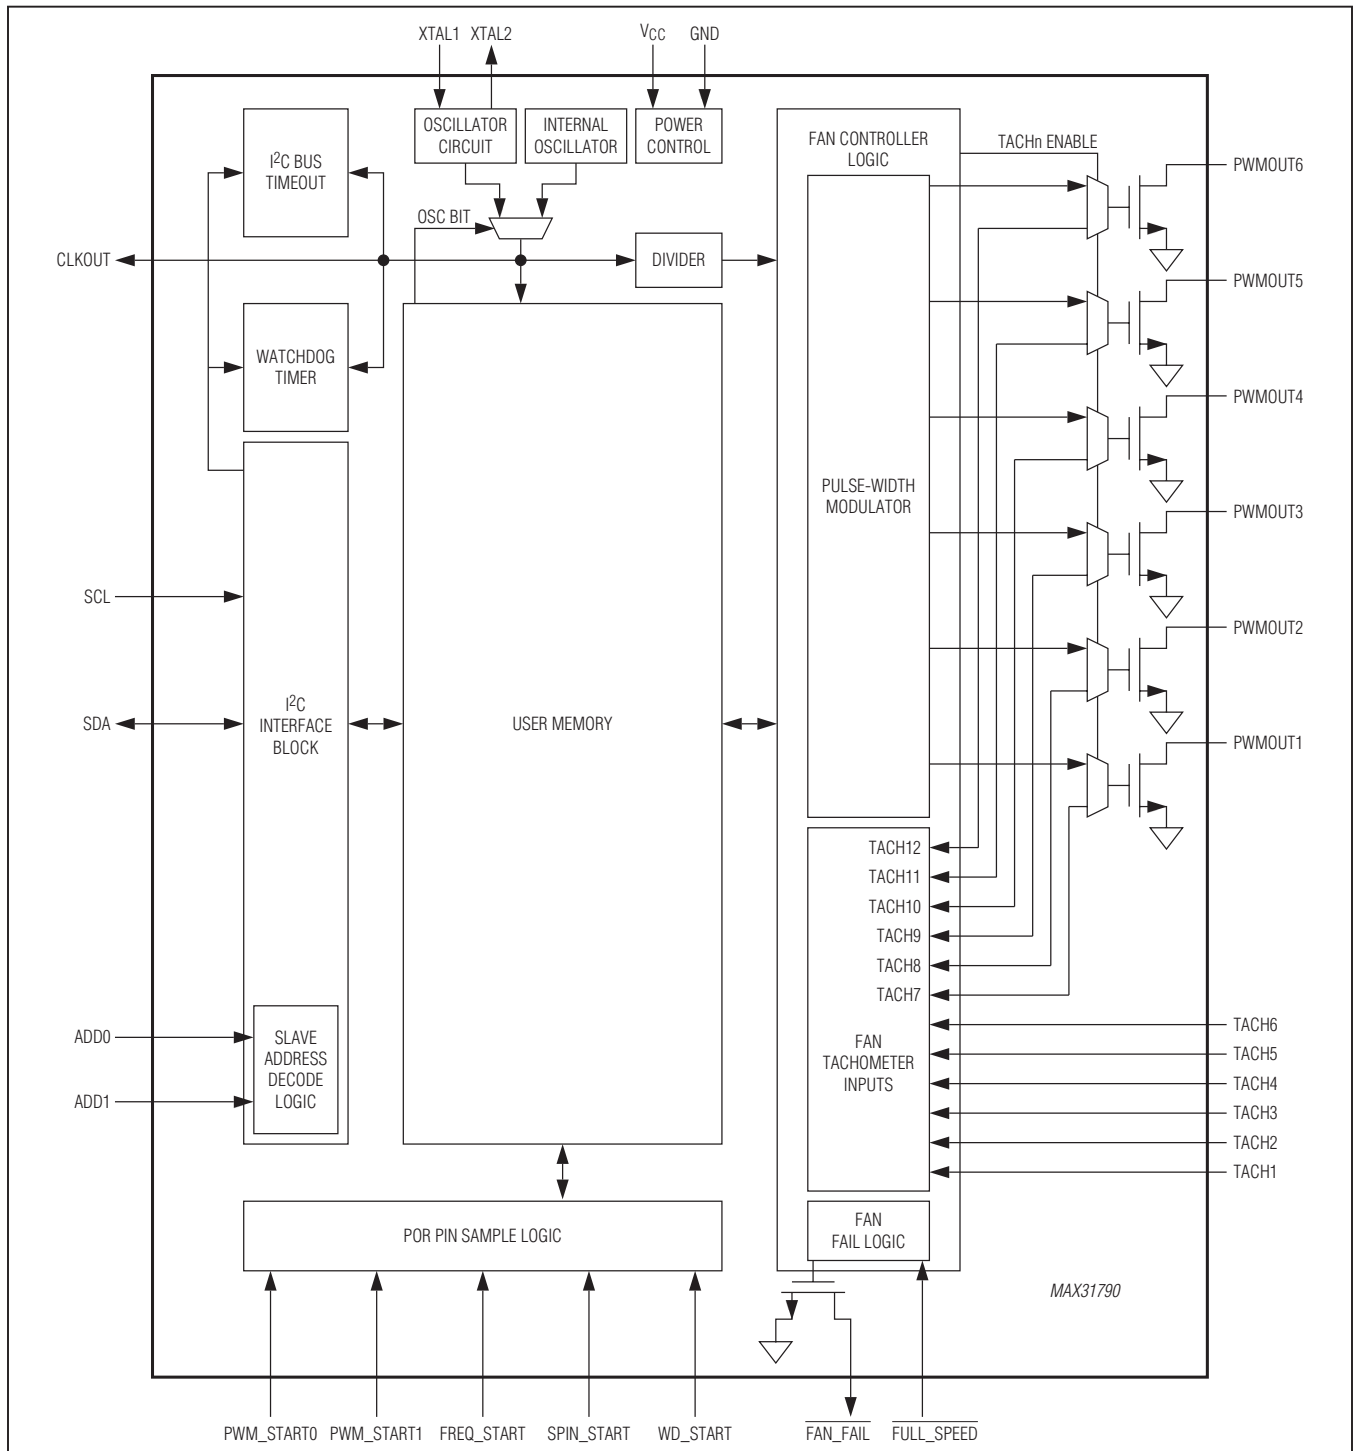 XTAL1 XTAL2
VCC GND
OSCILLATOR
CIRCUIT
INTERNAL
OSCILLATOR
POWER
CONTROL
FAN CONTROLLER
LOGIC
TACHn ENABLE
I2C BUS
TIMEOUT
PWMOUT6
OSC BIT
CLKOUT
DIVIDER
PWMOUT5
WATCHDOG
TIMER
PWMOUT4
PULSE-WIDTH
MODULATOR
PWMOUT3
SCL
PWMOUT2
SDA
I2C
INTERFACE
BLOCK
USER MEMORY
PWMOUT1
TACH12
TACH11
TACH10
TACH9
TACH8
TACH7
ADD0
ADD1
SLAVE
ADDRESS
DECODE
LOGIC
FAN
TACHOMETER
INPUTS
TACH6
TACH5
TACH4
TACH3
TACH2
TACH1
POR PIN SAMPLE LOGIC
FAN
FAIL LOGIC
MAX31790
PWM_START0 PWM_START1 FREQ_START SPIN_START WD_START FAN_FAIL FULL_SPEED